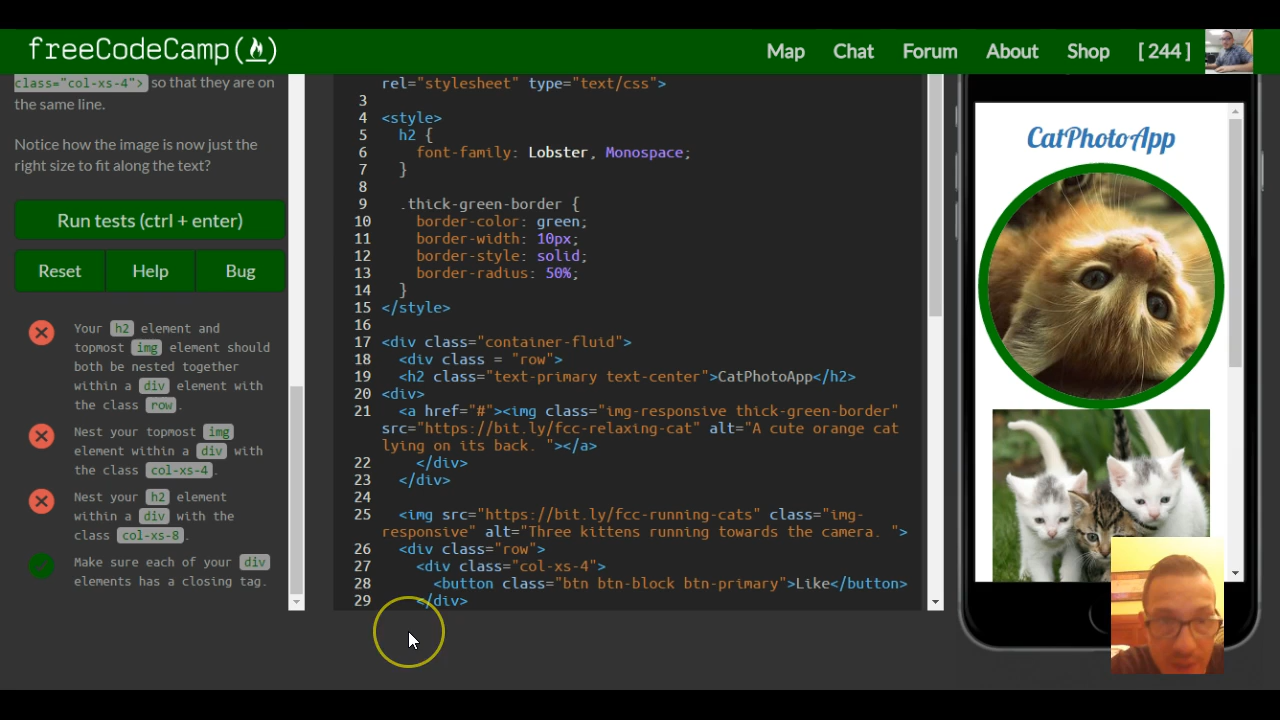 freeCodeCamp(🔥)
Map Chat Forum About Shop [ 244 ]
class="col-xs-4"> so that they are on
the same line.
Notice how the image is now just the
right size to fit along the text?
Run tests (ctrl + enter)
Reset Help Bug
Your h2 element and
topmost img element should
both be nested together
within a div element with
the class row.
Nest your topmost img
element within a div with
the class col-xs-4.
Nest your h2 element
within a div with the
class col-xs-8.
Make sure each of your div
elements has a closing tag.
rel="stylesheet" type="text/css">
3
4 <style>
5 h2 {
6 font-family: Lobster, Monospace;
7 }
8
9 .thick-green-border {
10 border-color: green;
11 border-width: 10px;
12 border-style: solid;
13 border-radius: 50%;
14 }
15 </style>
16
17 <div class="container-fluid">
18 <div class = "row">
19 <h2 class="text-primary text-center">CatPhotoApp</h2>
20 <div>
21 <a href="#"><img class="img-responsive thick-green-border"
src="https://bit.ly/fcc-relaxing-cat" alt="A cute orange cat
lying on its back. "></a>
22 </div>
23 </div>
24
25 <img src="https://bit.ly/fcc-running-cats" class="img-
responsive" alt="Three kittens running towards the camera. ">
26 <div class="row">
27 <div class="col-xs-4">
28 <button class="btn btn-block btn-primary">Like</button>
29 </div>
CatPhotoApp